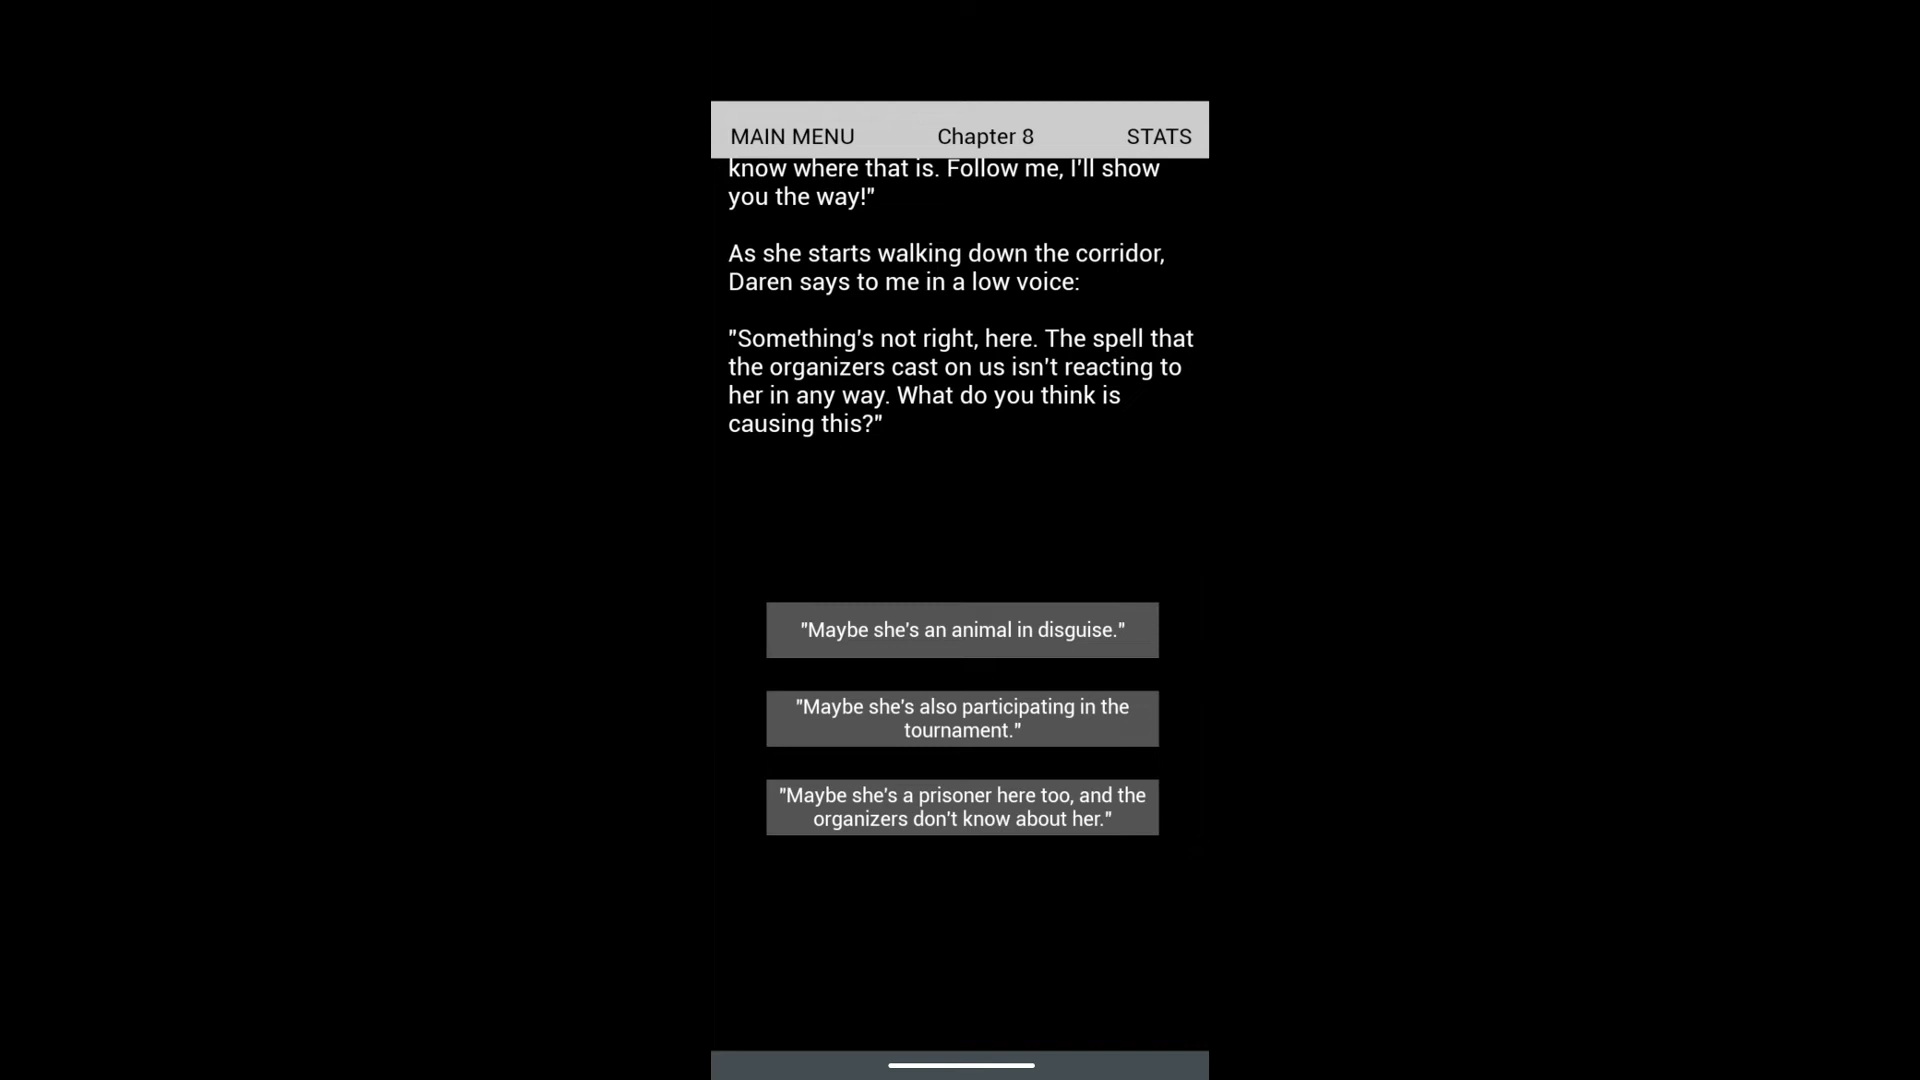 MAIN MENU Chapter 8 STATS
know where that is. Follow me, I'll show
you the way!"
As she starts walking down the corridor,
Daren says to me in a low voice:
"Something's not right, here. The spell that
the organizers cast on us isn't reacting to
her in any way. What do you think is
causing this?"
"Maybe she's an animal in disguise."
"Maybe she's also participating in the
tournament."
"Maybe she's a prisoner here too, and the
organizers don't know about her."